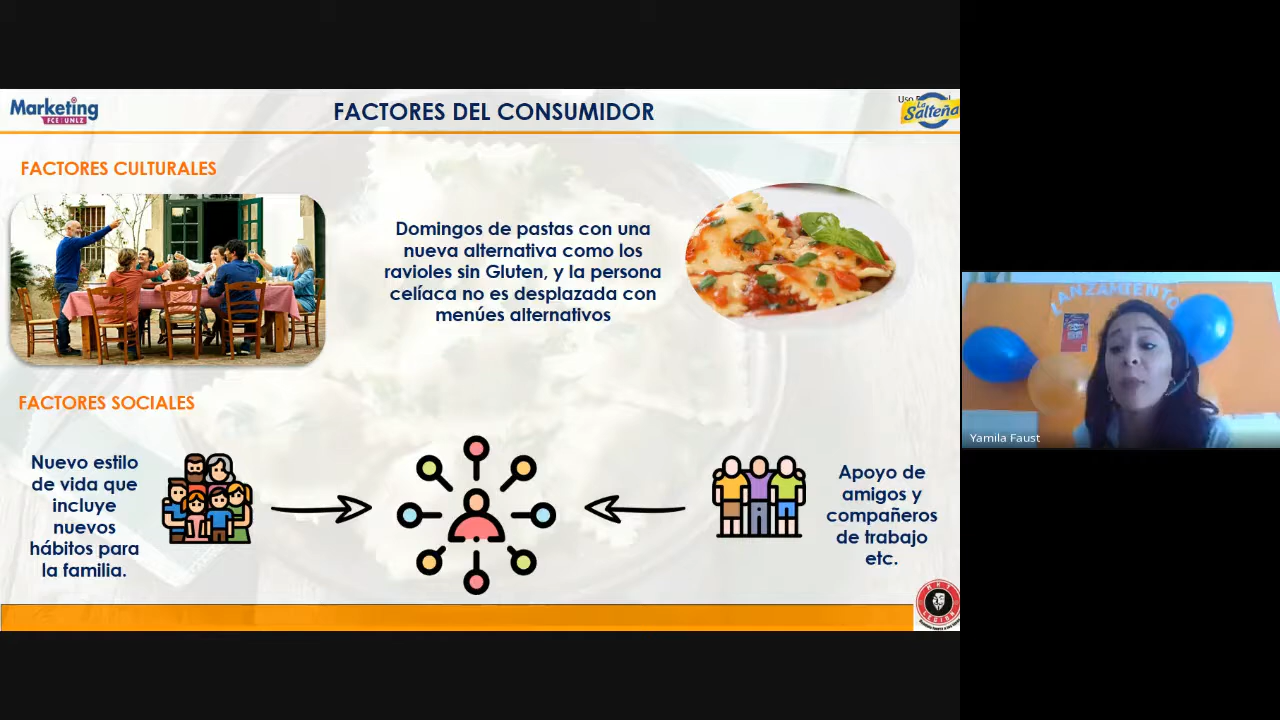 Marketing
FCE | UNLZ
FACTORES DEL CONSUMIDOR
La
Salteña
FACTORES CULTURALES
Domingos de pastas con una
nueva alternativa como los
ravioles sin Gluten, y la persona
celíaca no es desplazada con
menúes alternativos
FACTORES SOCIALES
Nuevo estilo
de vida que
incluye
nuevos
hábitos para
la familia.
Apoyo de
amigos y
compañeros
de trabajo
etc.
LANZAMIENTO
Yamila Faust